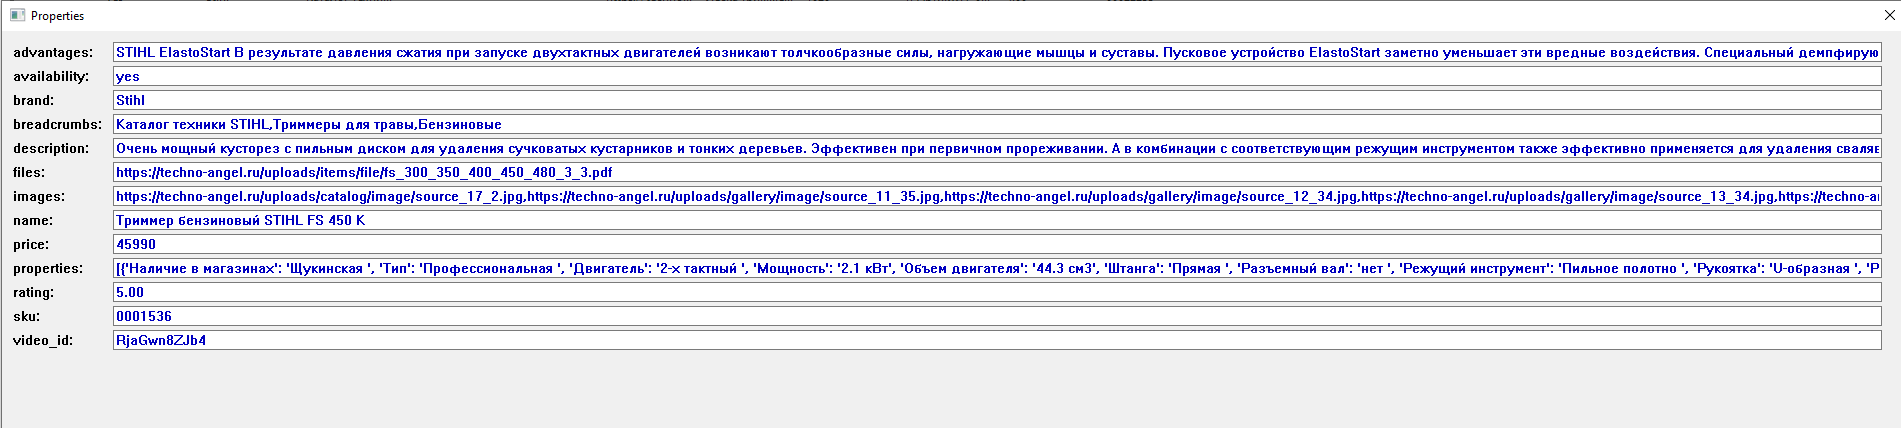 Properties
advantages: STIHL ElastoStart В результате давления сжатия при запуске двухтактных двигателей возникают толчкообразные силы, нагружающие мышцы и суставы. Пусковое устройство ElastoStart заметно уменьшает эти вредные воздействия. Специальный демпфирую
availability: yes
brand: Stihl
breadcrumbs: Каталог техники STIHL,Триммеры для травы,Бензиновые
description: Очень мощный кусторез с пильным диском для удаления сучковатых кустарников и тонких деревьев. Эффективен при первичном прореживании. А в комбинации с соответствующим режущим инструментом также эффективно применяется для удаления сваляв
files: https://techno-angel.ru/uploads/items/file/fs_300_350_400_450_480_3_3.pdf
images: https://techno-angel.ru/uploads/catalog/image/source_17_2.jpg,https://techno-angel.ru/uploads/gallery/image/source_11_35.jpg,https://techno-angel.ru/uploads/gallery/image/source_12_34.jpg,https://techno-angel.ru/uploads/gallery/image/source_13_34.jpg,https://techno-a
name: Триммер бензиновый STIHL FS 450 K
price: 45990
properties: [{'Наличие в магазинах': 'Щукинская ', 'Тип': 'Профессиональная ', 'Двигатель': '2-х тактный ', 'Мощность': '2.1 кВт', 'Объем двигателя': '44.3 см3', 'Штанга': 'Прямая ', 'Разъемный вал': 'нет ', 'Режущий инструмент': 'Пильное полотно ', 'Рукоятка': 'U-образная ', 'Р
rating: 5.00
sku: 0001536
video_id: RjaGwn8ZJb4